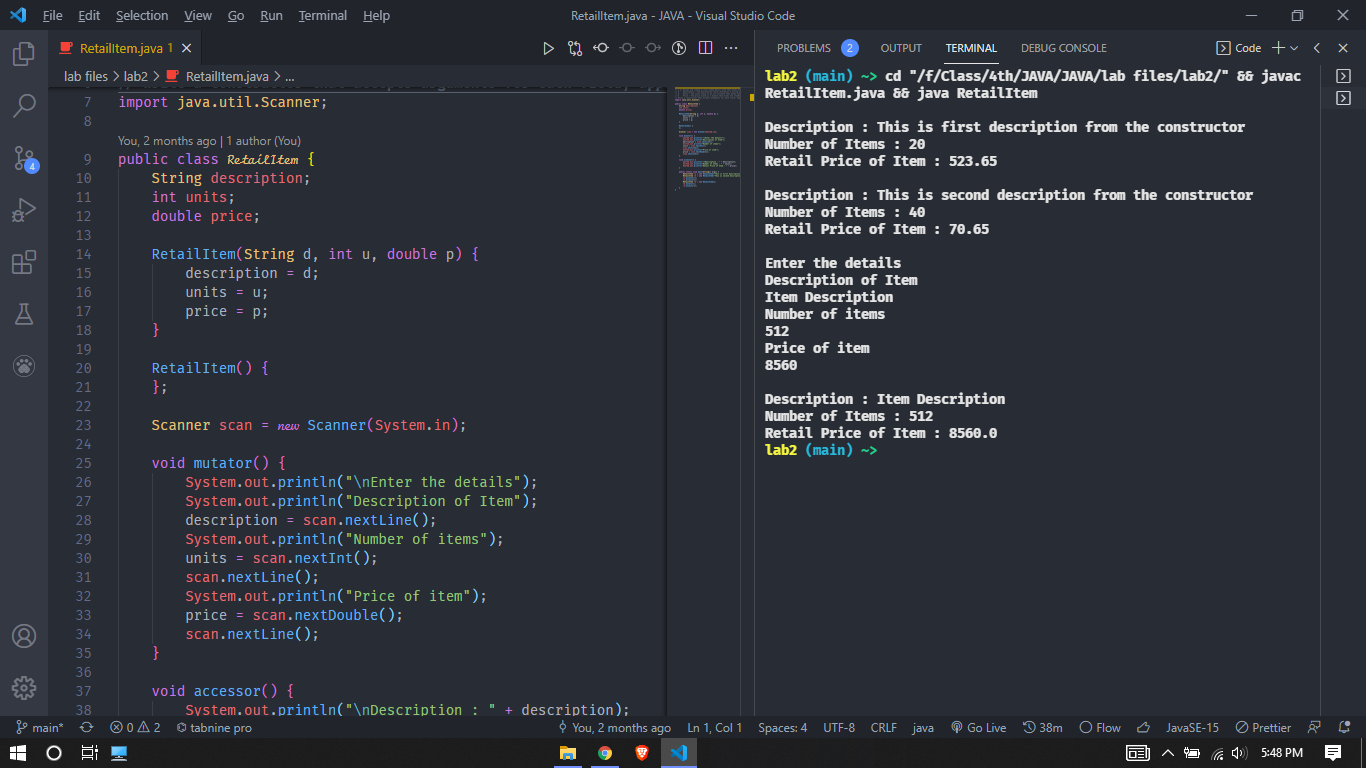 File Edit Selection View Go Run Terminal Help
RetailItem.java - JAVA - Visual Studio Code
RetailItem.java 1
lab files > lab2 > RetailItem.java > ...
7 import java.util.Scanner;
8
You, 2 months ago | 1 author (You)
9 public class RetailItem {
10 String description;
11 int units;
12 double price;
13
14 RetailItem(String d, int u, double p) {
15 description = d;
16 units = u;
17 price = p;
18 }
19
20 RetailItem() {
21 };
22
23 Scanner scan = new Scanner(System.in);
24
25 void mutator() {
26 System.out.println("\nEnter the details");
27 System.out.println("Description of Item");
28 description = scan.nextLine();
29 System.out.println("Number of items");
30 units = scan.nextInt();
31 scan.nextLine();
32 System.out.println("Price of item");
33 price = scan.nextDouble();
34 scan.nextLine();
35 }
36
37 void accessor() {
38 System.out.println("\nDescription : " + description);
PROBLEMS 2 OUTPUT TERMINAL DEBUG CONSOLE
Code
lab2 (main) ~> cd "/f/Class/4th/JAVA/JAVA/lab files/lab2/" && javac
RetailItem.java && java RetailItem
Description : This is first description from the constructor
Number of Items : 20
Retail Price of Item : 523.65
Description : This is second description from the constructor
Number of Items : 40
Retail Price of Item : 70.65
Enter the details
Description of Item
Item Description
Number of items
512
Price of item
8560
Description : Item Description
Number of Items : 512
Retail Price of Item : 8560.0
lab2 (main) ~>
4
main* 0 2 tabnine pro You, 2 months ago Ln 1, Col 1 Spaces: 4 UTF-8 CRLF java Go Live 38m Flow JavaSE-15 Prettier
5:48 PM